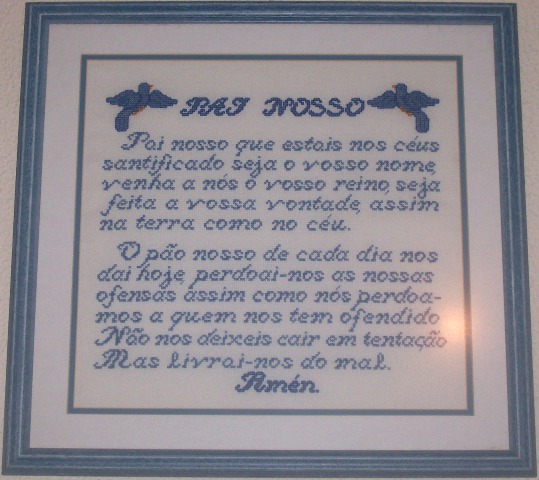 PAI NOSSO
Pai nosso que estais nos céus
santificado seja o vosso nome,
venha a nós o vosso reino, seja
feita a vossa vontade, assim
na terra como no céu.
O pão nosso de cada dia nos
dai hoje, perdoai-nos as nossas
ofensas assim como nós perdoa-
mos a quem nos tem ofendido
Não nos deixeis cair em tentação
Mas livrai-nos do mal.
Amén.